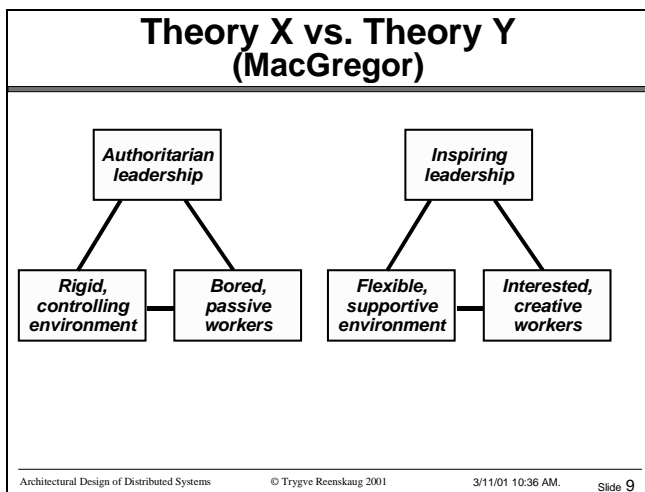 Theory X vs. Theory Y
(MacGregor)
Authoritarian
leadership
Rigid,
controlling
environment
Bored,
passive
workers
Inspiring
leadership
Flexible,
supportive
environment
Interested,
creative
workers
Architectural Design of Distributed Systems © Trygve Reenskaug 2001 3/11/01 10:36 AM. Slide 9